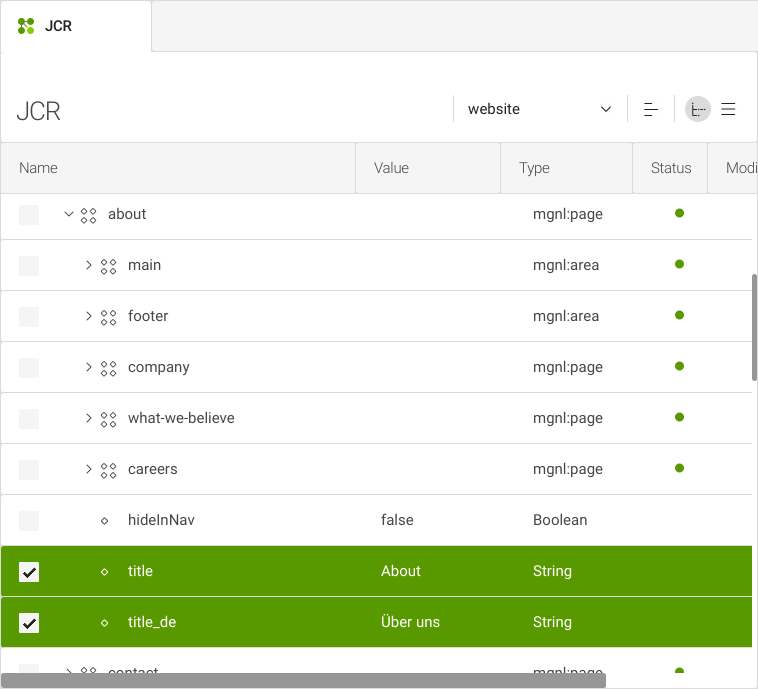 JCR
JCR website
Name Value Type Status Modi
about mgnl:page
main mgnl:area
footer mgnl:area
company mgnl:page
what-we-believe mgnl:page
careers mgnl:page
hideInNav false Boolean
title About String
title_de Über uns String
contact mgnl:page